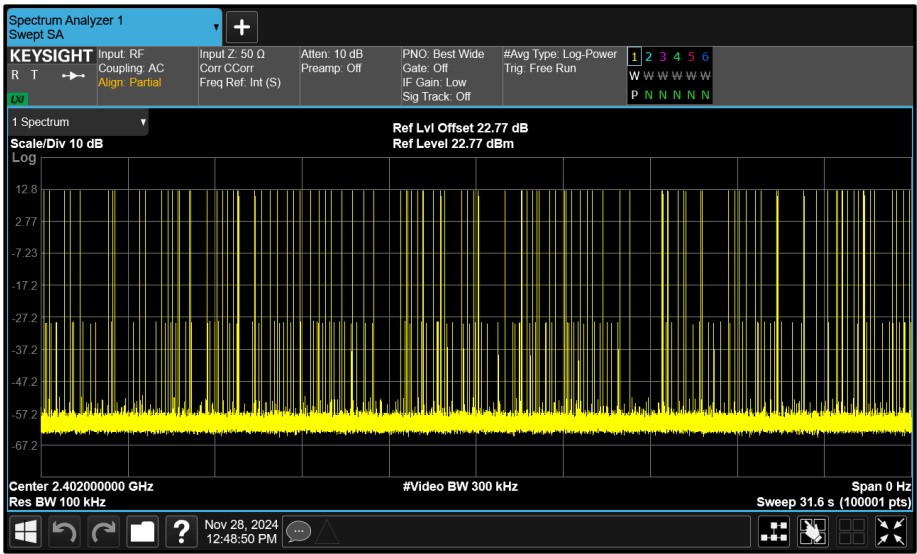 Spectrum Analyzer 1
Swept SA
+
KEYSIGHT Input: RF Input Z: 50 Ω Atten: 10 dB PNO: Best Wide #Avg Type: Log-Power 1 2 3 4 5 6
R T Coupling: AC Corr CCorr Preamp: Off Gate: Off Trig: Free Run W W W W W W
Align: Partial Freq Ref: Int (S) IF Gain: Low P N N N N N
LXI Sig Track: Off
1 Spectrum
Ref Lvl Offset 22.77 dB
Scale/Div 10 dB Ref Level 22.77 dBm
Log
12.8
2.77
-7.23
-17.2
-27.2
-37.2
-47.2
-57.2
-67.2
Center 2.402000000 GHz #Video BW 300 kHz Span 0 Hz
Res BW 100 kHz Sweep 31.6 s (100001 pts)
? Nov 28, 2024
12:48:50 PM